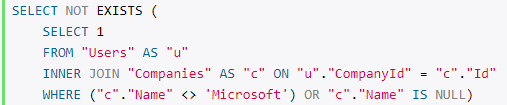 SELECT NOT EXISTS (
    SELECT 1
    FROM "Users" AS "u"
    INNER JOIN "Companies" AS "c" ON "u"."CompanyId" = "c"."Id"
    WHERE ("c"."Name" <> 'Microsoft') OR "c"."Name" IS NULL)